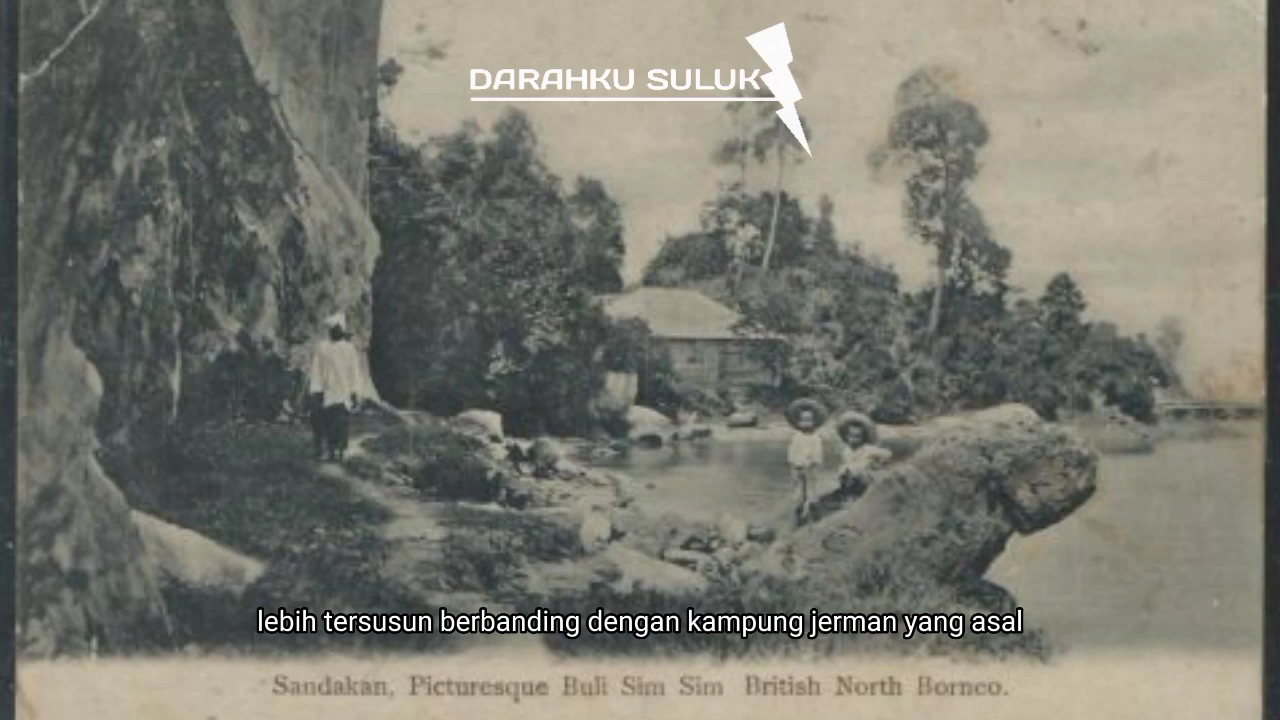 DARAHKU SULUK
lebih tersusun berbanding dengan kampung jerman yang asal
Sandakan, Picturesque Buli Sim Sim British North Borneo.